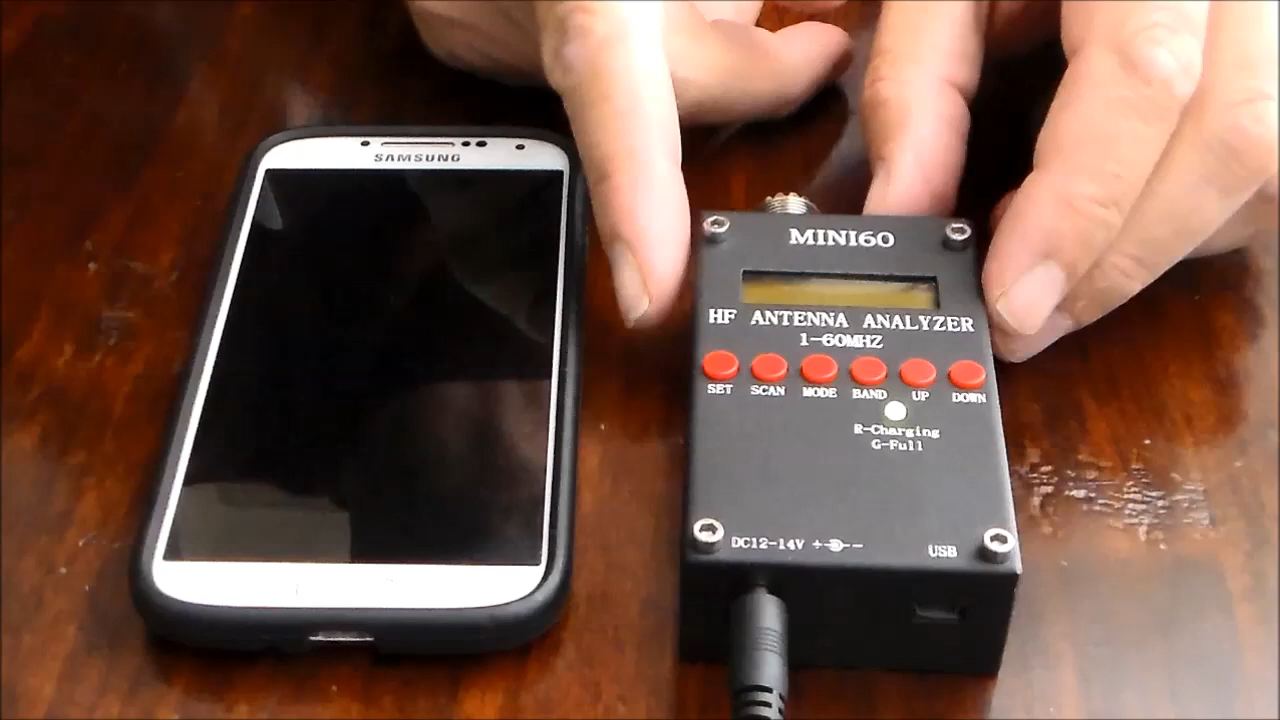 SAMSUNG
MINI60
HF ANTENNA ANALYZER
1-60MHZ
SET SCAN MODE BAND UP DOWN
R-Charging
G-Full
DC12-14V + -
USB